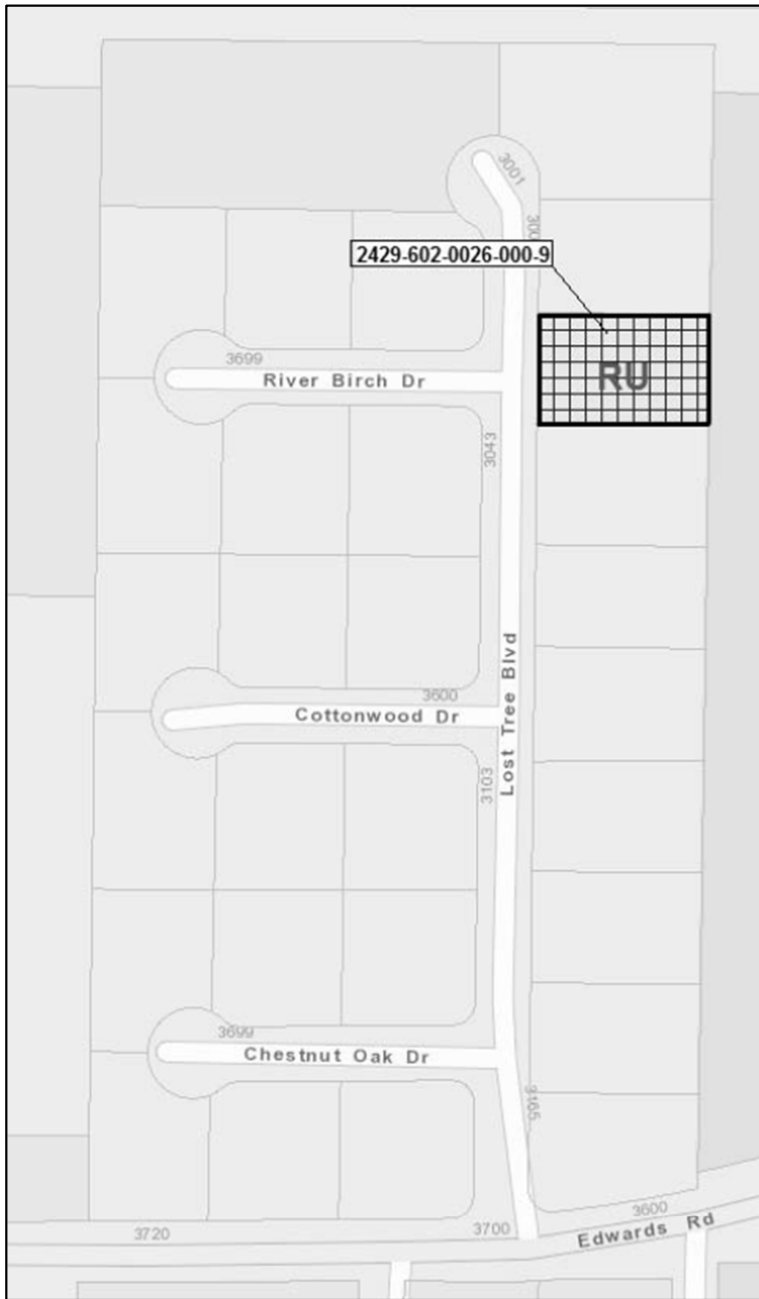 3001
300
2429-602-0026-000-9
3699
River Birch Dr
RU
3043
Lost Tree Blvd
3600
Cottonwood Dr
3103
3699
Chestnut Oak Dr
3165
3720
3700
3600
Edwards Rd